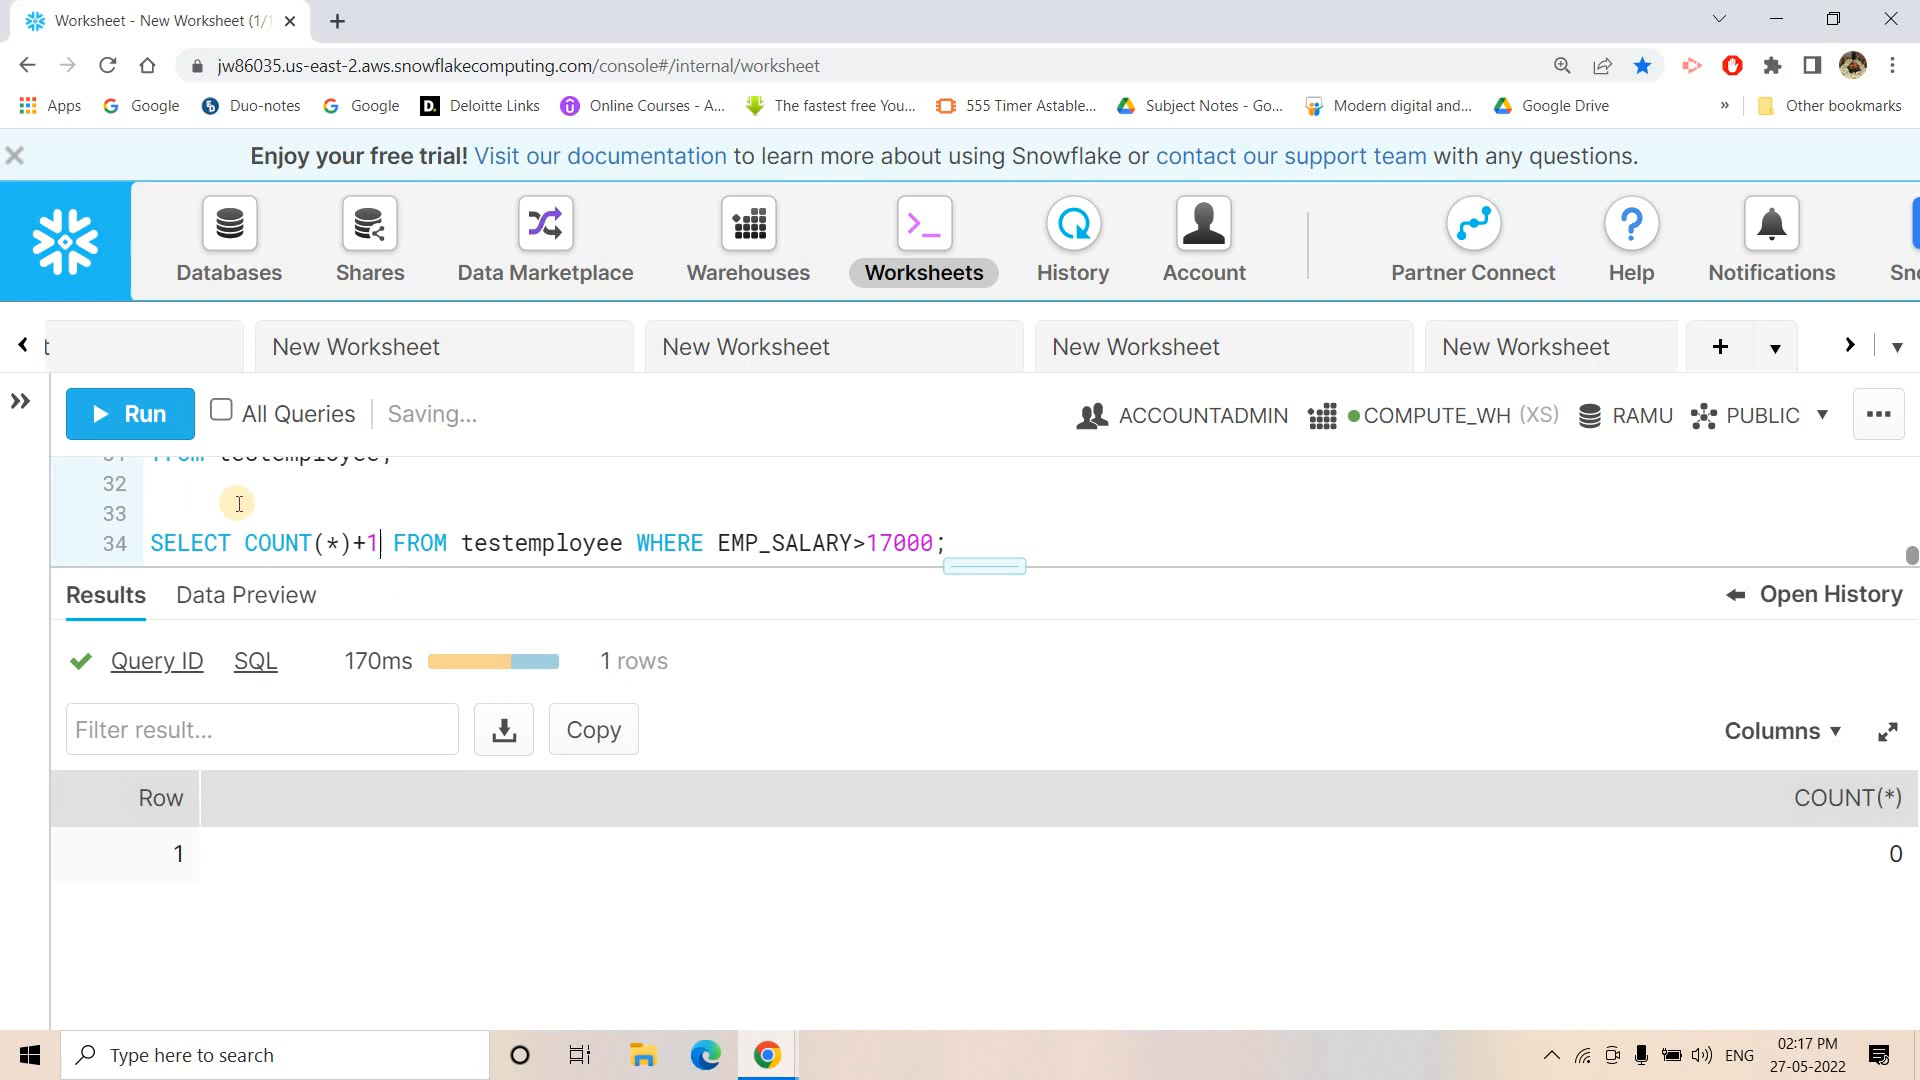 Worksheet - New Worksheet (1/1
jw86035.us-east-2.aws.snowflakecomputing.com/console#/internal/worksheet
Apps Google Duo-notes Google D. Deloitte Links Online Courses - A... The fastest free You... 555 Timer Astable... Subject Notes - Go... Modern digital and... Google Drive » Other bookmarks
Enjoy your free trial! Visit our documentation to learn more about using Snowflake or contact our support team with any questions.
Databases Shares Data Marketplace Warehouses Worksheets History Account Partner Connect Help Notifications Sno
t New Worksheet New Worksheet New Worksheet New Worksheet
Run All Queries Saving... ACCOUNTADMIN COMPUTE_WH (XS) RAMU PUBLIC
31 from testemployee;
32
33
34 SELECT COUNT(*)+1 FROM testemployee WHERE EMP_SALARY>17000;
Results Data Preview Open History
Query ID SQL 170ms 1 rows
Filter result... Copy Columns
Row COUNT(*)
1 0
Type here to search ENG 02:17 PM
27-05-2022